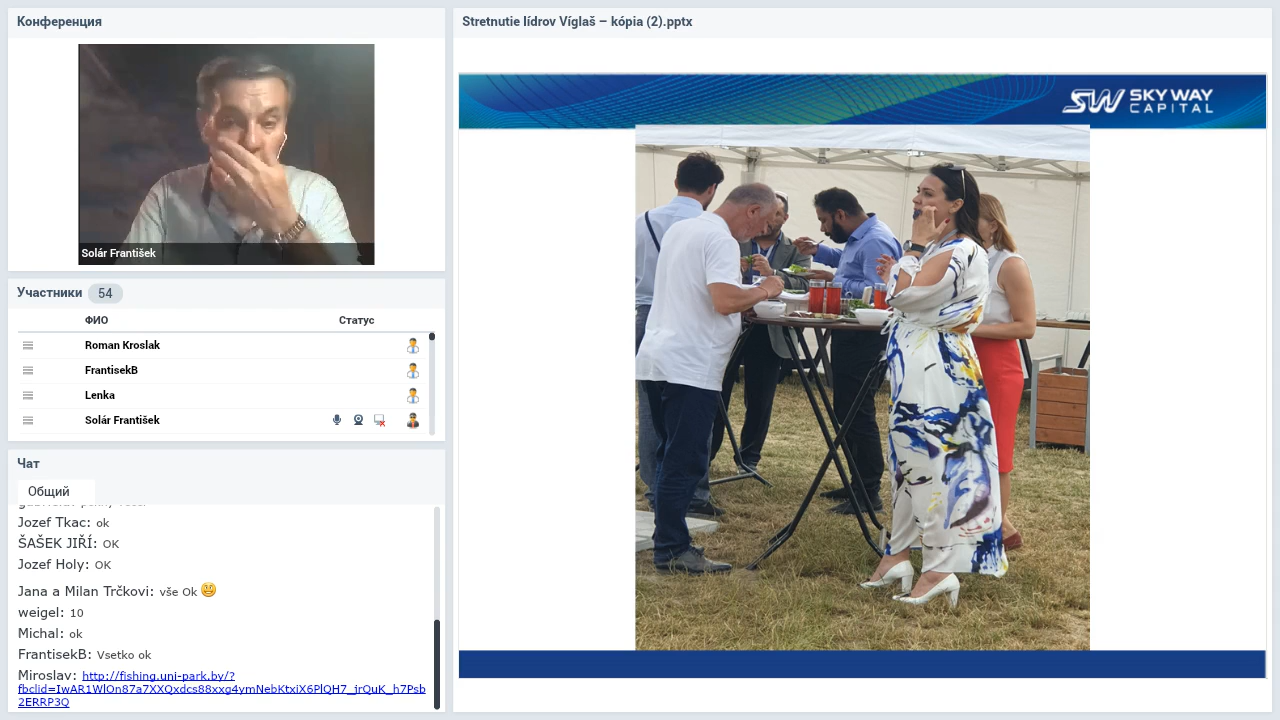 Конференция
Solár František
Участники 54
ФИО Статус
Roman Kroslak
FrantisekB
Lenka
Solár František
Чат
Общий
Jozef Tkac: ok
ŠAŠEK JIŘÍ: OK
Jozef Holy: OK
Jana a Milan Trčkovi: vše Ok
weigel: 10
Michal: ok
FrantisekB: Vsetko ok
Miroslav: http://fishing.uni-park.by/?
fbclid=IwAR1WlOn87a7XXQxdcs88xxg4ymNebKtxiX6PlQH7_jrQuK_h7Psb
2ERRP3Q
Stretnutie lídrov Víglaš – kópia (2).pptx
SW SKY WAY
CAPITAL